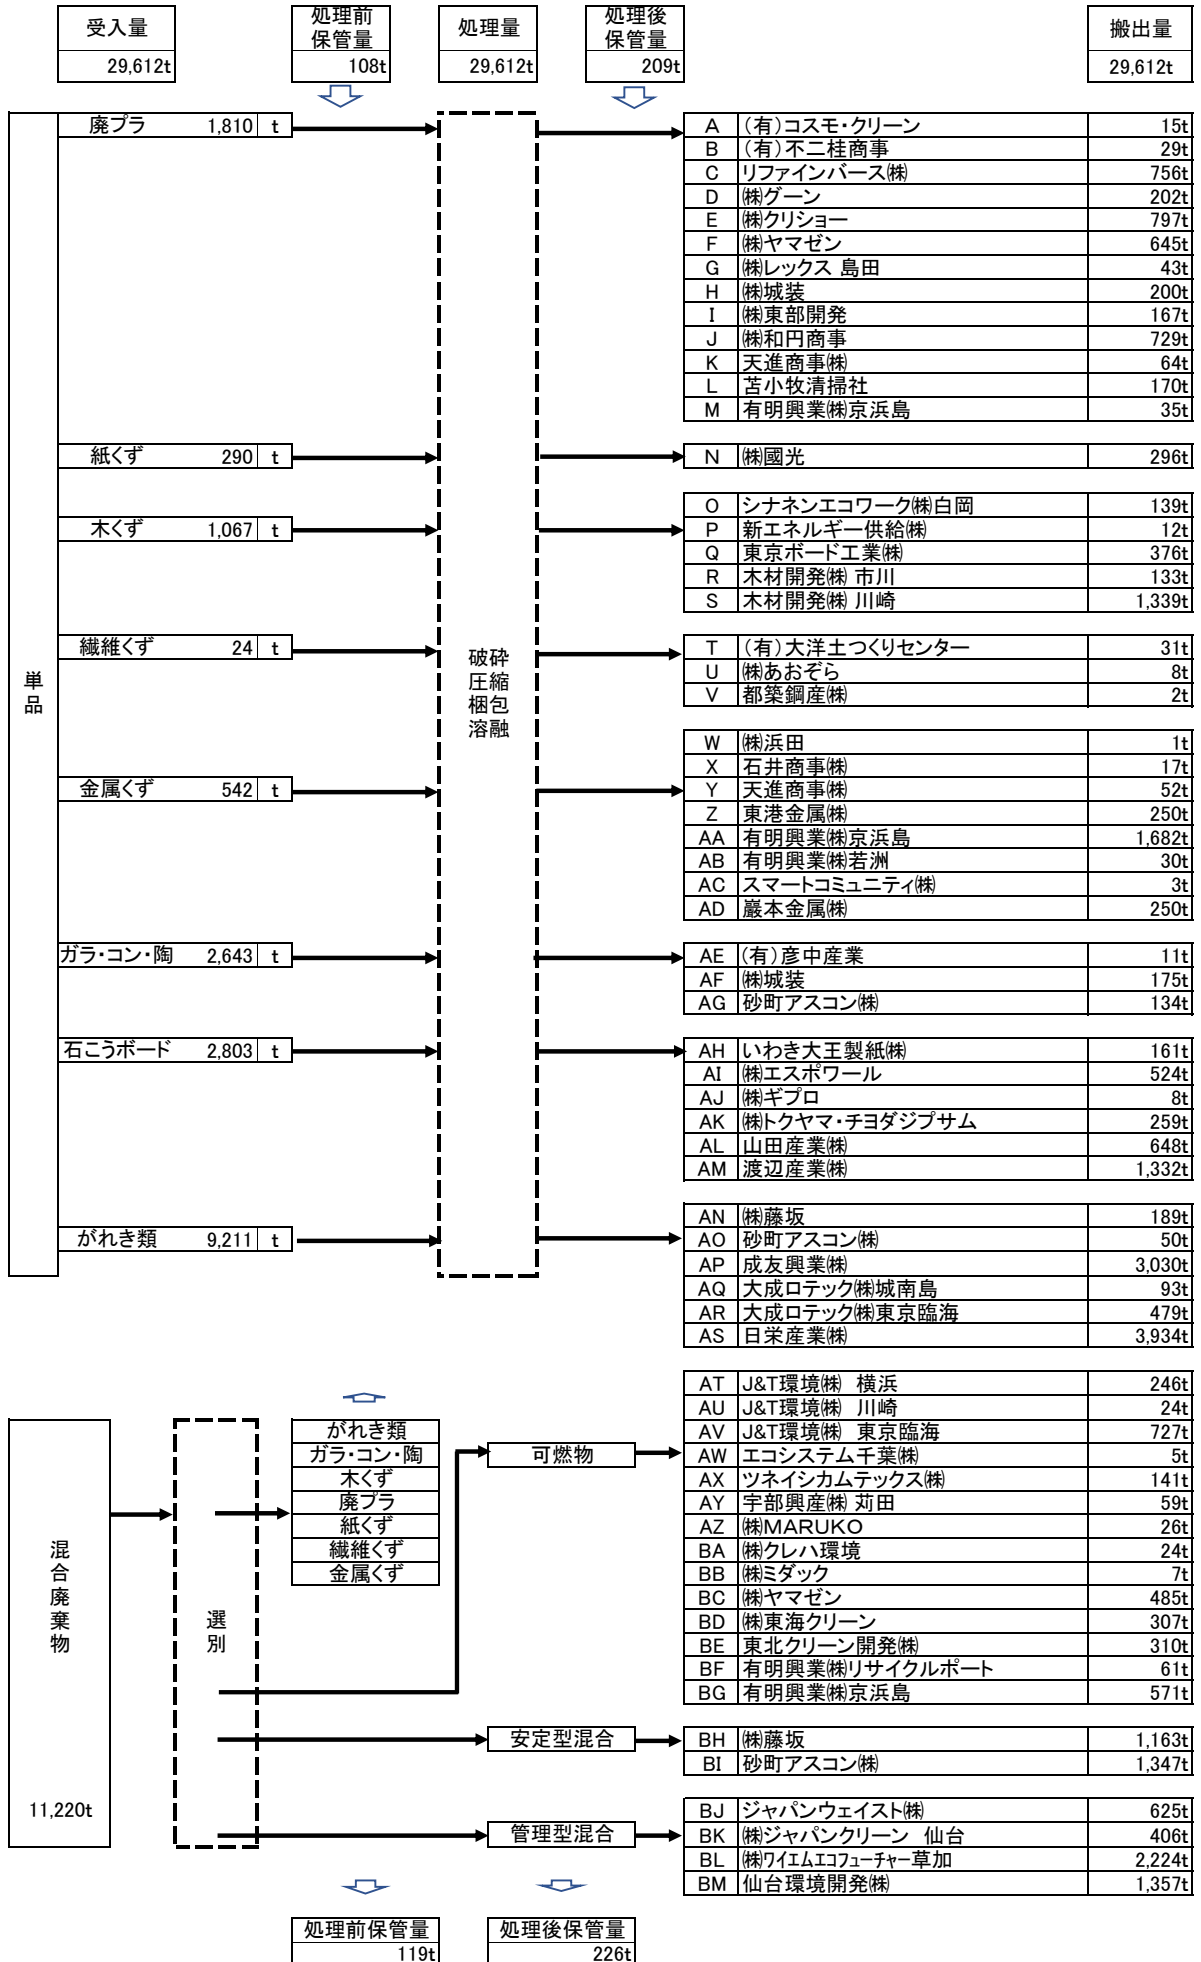 受入量
29,612t
処理前
保管量
108t
処理量
29,612t
処理後
保管量
209t
搬出量
29,612t
単品
廃プラ 1,810 t
紙くず 290 t
木くず 1,067 t
繊維くず 24 t
金属くず 542 t
ガラ・コン・陶 2,643 t
石こうボード 2,803 t
がれき類 9,211 t
破砕
圧縮
梱包
溶融
A (有)コスモ・クリーン 15t
B (有)不二桂商事 29t
C リファインバース㈱ 756t
D ㈱グーン 202t
E ㈱クリショー 797t
F ㈱ヤマゼン 645t
G ㈱レックス 島田 43t
H ㈱城装 200t
I ㈱東部開発 167t
J ㈱和円商事 729t
K 天進商事㈱ 64t
L 苫小牧清掃社 170t
M 有明興業㈱京浜島 35t
N ㈱國光 296t
O シナネンエコワーク㈱白岡 139t
P 新エネルギー供給㈱ 12t
Q 東京ボード工業㈱ 376t
R 木材開発㈱ 市川 133t
S 木材開発㈱ 川崎 1,339t
T (有)大洋土つくりセンター 31t
U ㈱あおぞら 8t
V 都築鋼産㈱ 2t
W ㈱浜田 1t
X 石井商事㈱ 17t
Y 天進商事㈱ 52t
Z 東港金属㈱ 250t
AA 有明興業㈱京浜島 1,682t
AB 有明興業㈱若洲 30t
AC スマートコミュニティ㈱ 3t
AD 巖本金属㈱ 250t
AE (有)彦中産業 11t
AF ㈱城装 175t
AG 砂町アスコン㈱ 134t
AH いわき大王製紙㈱ 161t
AI ㈱エスポワール 524t
AJ ㈱ギプロ 8t
AK ㈱トクヤマ・チヨダジプサム 259t
AL 山田産業㈱ 648t
AM 渡辺産業㈱ 1,332t
AN ㈱藤坂 189t
AO 砂町アスコン㈱ 50t
AP 成友興業㈱ 3,030t
AQ 大成ロテック㈱城南島 93t
AR 大成ロテック㈱東京臨海 479t
AS 日栄産業㈱ 3,934t
混合廃棄物
11,220t
選別
がれき類
ガラ・コン・陶
木くず
廃プラ
紙くず
繊維くず
金属くず
可燃物
安定型混合
管理型混合
AT J&T環境㈱ 横浜 246t
AU J&T環境㈱ 川崎 24t
AV J&T環境㈱ 東京臨海 727t
AW エコシステム千葉㈱ 5t
AX ツネイシカムテックス㈱ 141t
AY 宇部興産㈱ 苅田 59t
AZ ㈱MARUKO 26t
BA ㈱クレハ環境 24t
BB ㈱ミダック 7t
BC ㈱ヤマゼン 485t
BD ㈱東海クリーン 307t
BE 東北クリーン開発㈱ 310t
BF 有明興業㈱リサイクルポート 61t
BG 有明興業㈱京浜島 571t
BH ㈱藤坂 1,163t
BI 砂町アスコン㈱ 1,347t
BJ ジャパンウェイスト㈱ 625t
BK ㈱ジャパンクリーン 仙台 406t
BL ㈱ワイエムエコフューチャー草加 2,224t
BM 仙台環境開発㈱ 1,357t
処理前保管量
119t
処理後保管量
226t